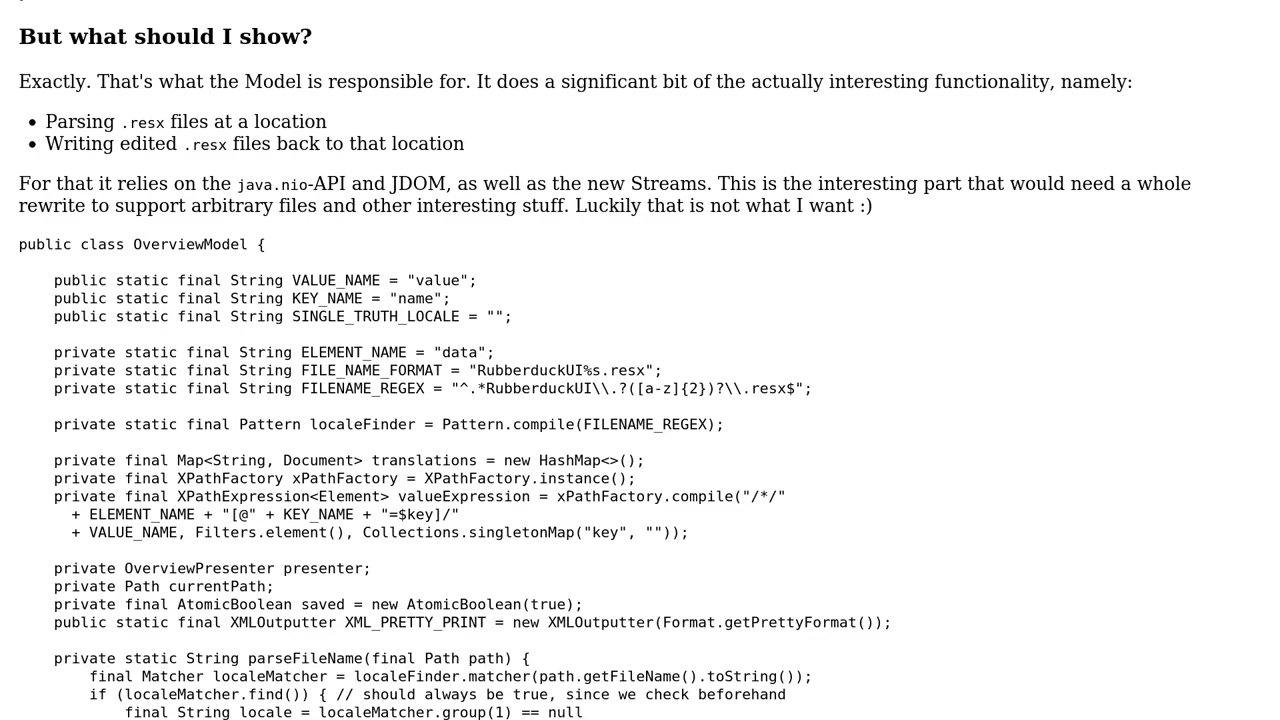 But what should I show?
Exactly. That's what the Model is responsible for. It does a significant bit of the actually interesting functionality, namely:
• Parsing .resx files at a location
• Writing edited .resx files back to that location
For that it relies on the java.nio-API and JDOM, as well as the new Streams. This is the interesting part that would need a whole
rewrite to support arbitrary files and other interesting stuff. Luckily that is not what I want :)
public class OverviewModel {
    public static final String VALUE_NAME = "value";
    public static final String KEY_NAME = "name";
    public static final String SINGLE_TRUTH_LOCALE = "";
    private static final String ELEMENT_NAME = "data";
    private static final String FILE_NAME_FORMAT = "RubberduckUI%s.resx";
    private static final String FILENAME_REGEX = "^.*RubberduckUI\\.?([a-z]{2})?\\.resx$";
    private static final Pattern localeFinder = Pattern.compile(FILENAME_REGEX);
    private final Map<String, Document> translations = new HashMap<>();
    private final XPathFactory xPathFactory = XPathFactory.instance();
    private final XPathExpression<Element> valueExpression = xPathFactory.compile("/*/"
      + ELEMENT_NAME + "[@" + KEY_NAME + "=$key]/"
      + VALUE_NAME, Filters.element(), Collections.singletonMap("key", ""));
    private OverviewPresenter presenter;
    private Path currentPath;
    private final AtomicBoolean saved = new AtomicBoolean(true);
    public static final XMLOutputter XML_PRETTY_PRINT = new XMLOutputter(Format.getPrettyFormat());
    private static String parseFileName(final Path path) {
        final Matcher localeMatcher = localeFinder.matcher(path.getFileName().toString());
        if (localeMatcher.find()) { // should always be true, since we check beforehand
            final String locale = localeMatcher.group(1) == null